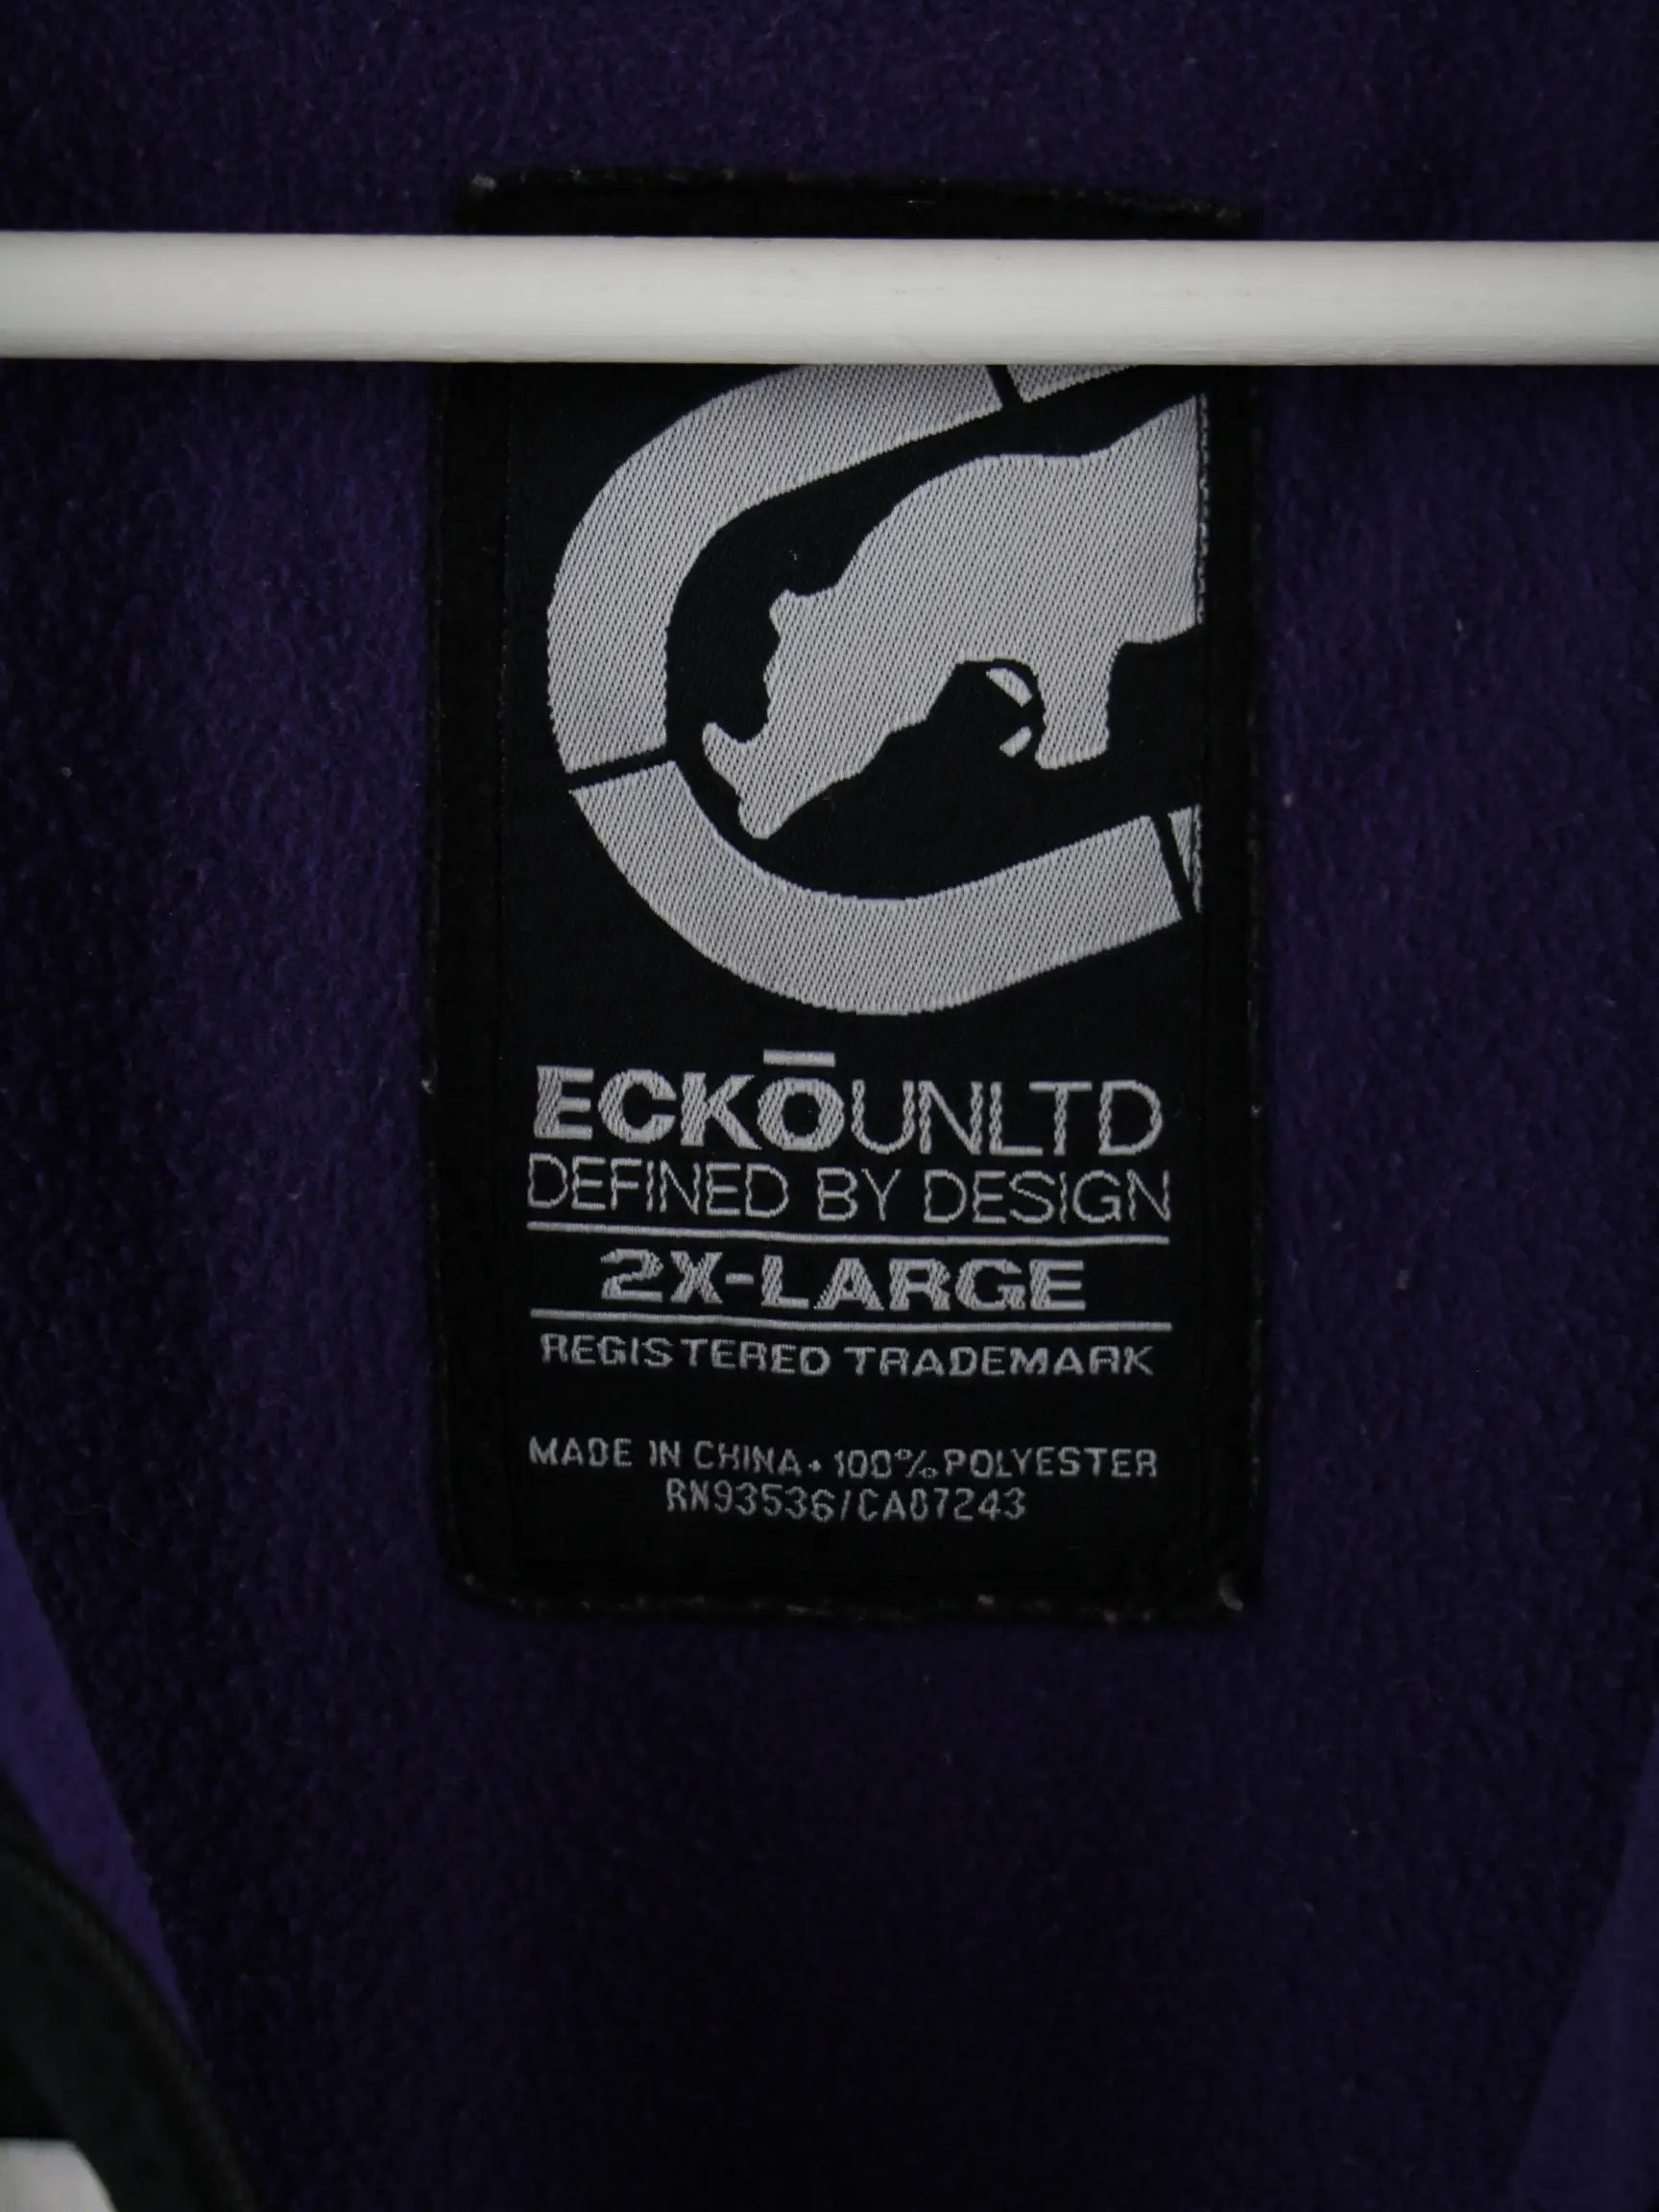 ECKŌUNLTD
DEFINED BY DESIGN
2X-LARGE
REGISTERED TRADEMARK
MADE IN CHINA • 100% POLYESTER
RN93536/CA07243